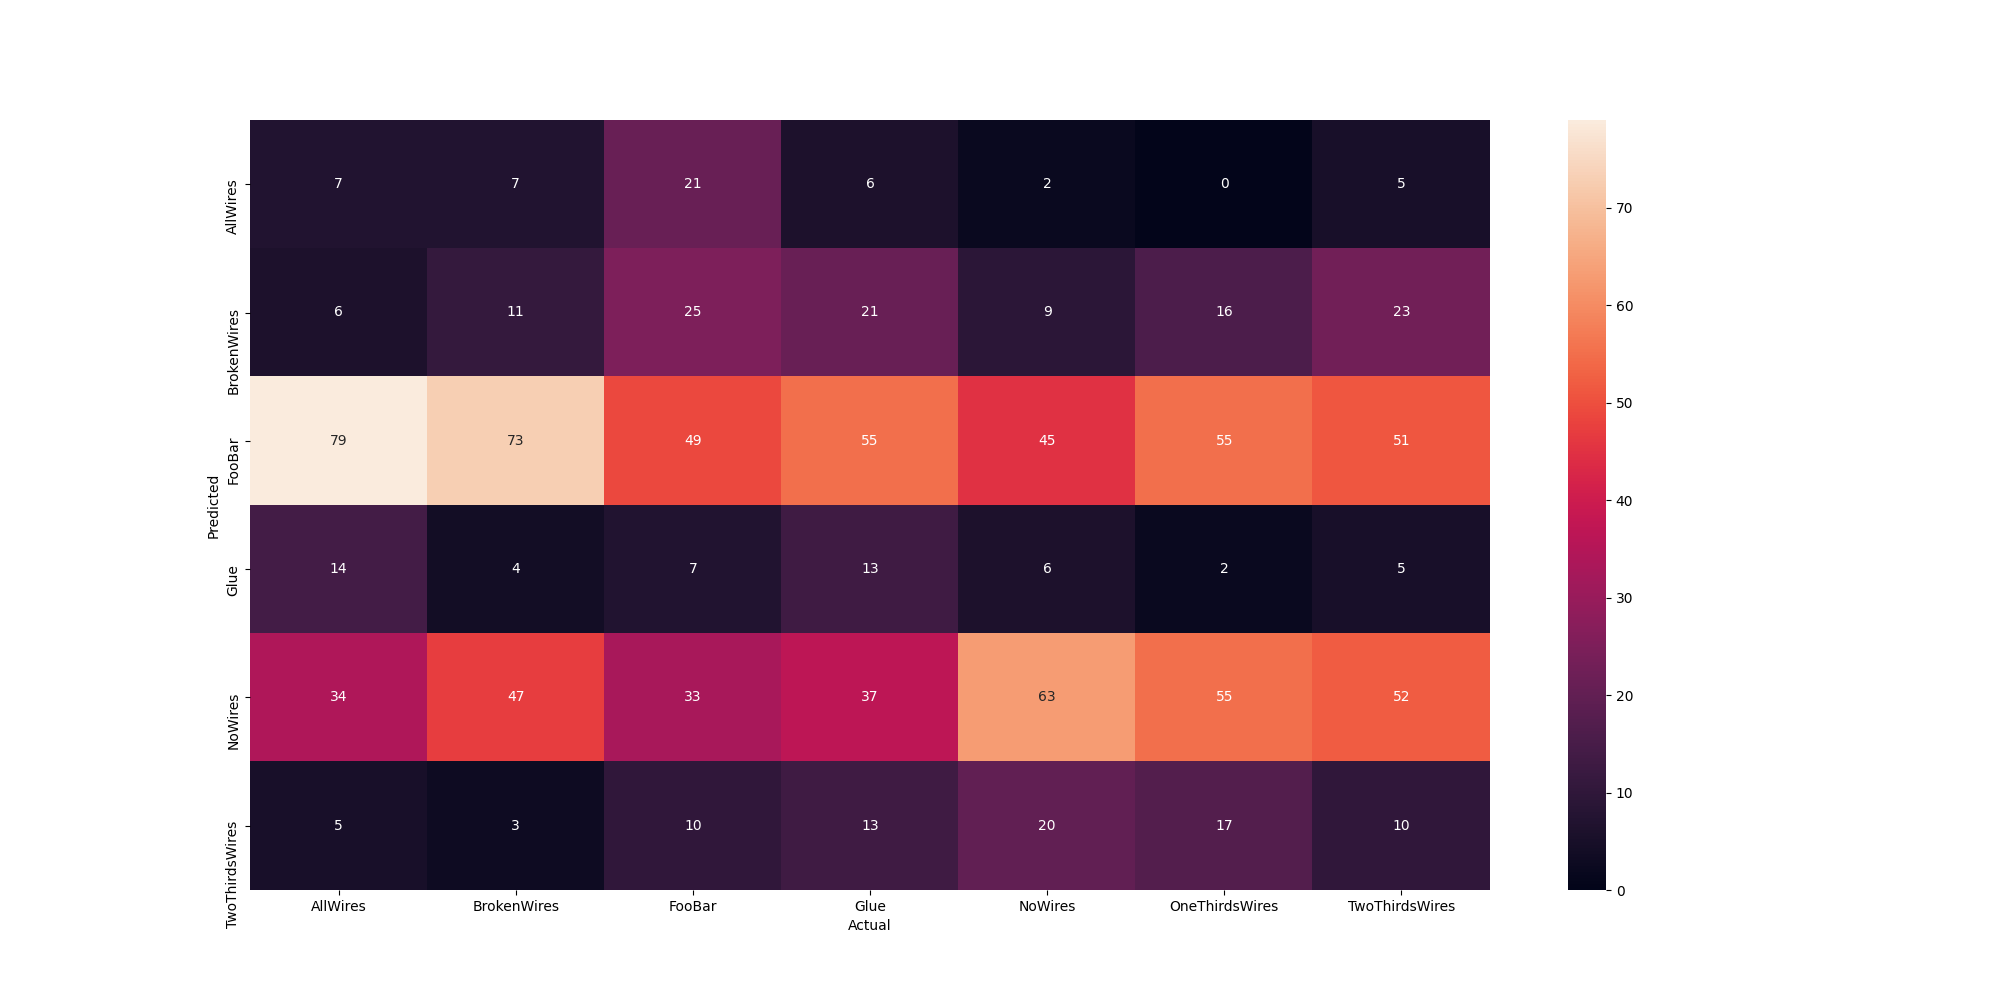 Predicted
AllWires
7 7 21 6 2 0 5
BrokenWires
6 11 25 21 9 16 23
FooBar
79 73 49 55 45 55 51
Glue
14 4 7 13 6 2 5
NoWires
34 47 33 37 63 55 52
TwoThirdsWires
5 3 10 13 20 17 10
AllWires BrokenWires FooBar Glue NoWires OneThirdsWires TwoThirdsWires
Actual
70
60
50
40
30
20
10
0